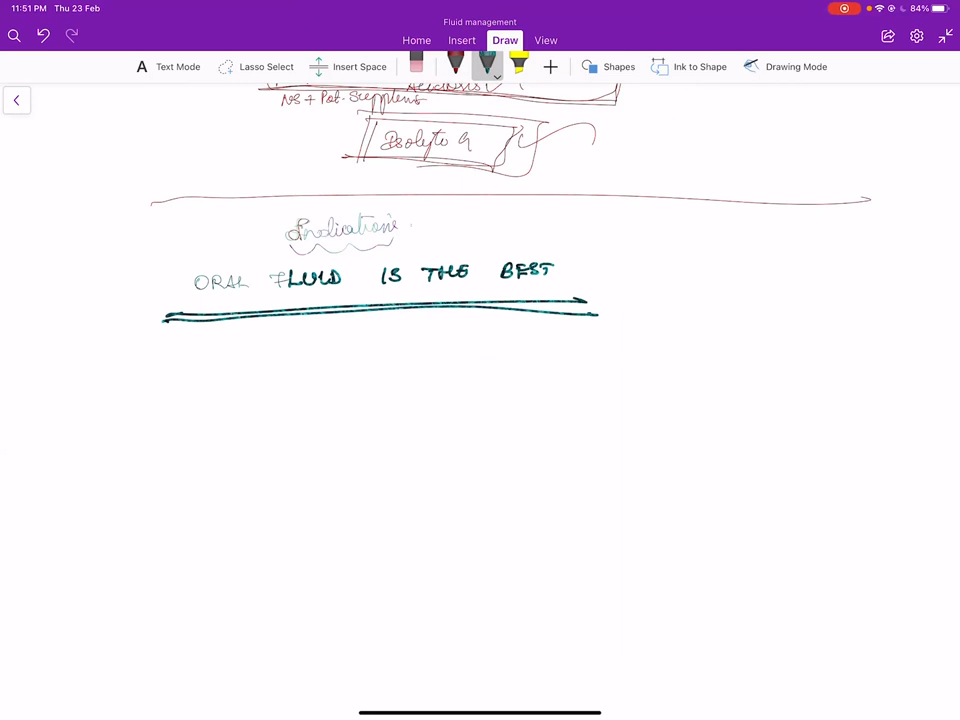 11:51 PM Thu 23 Feb 84%
Fluid management
Home Insert Draw View
Text Mode Lasso Select Insert Space Shapes Ink to Shape Drawing Mode
NS + Pot.
Isolyte G
Indications
ORAL FLUID IS THE BEST